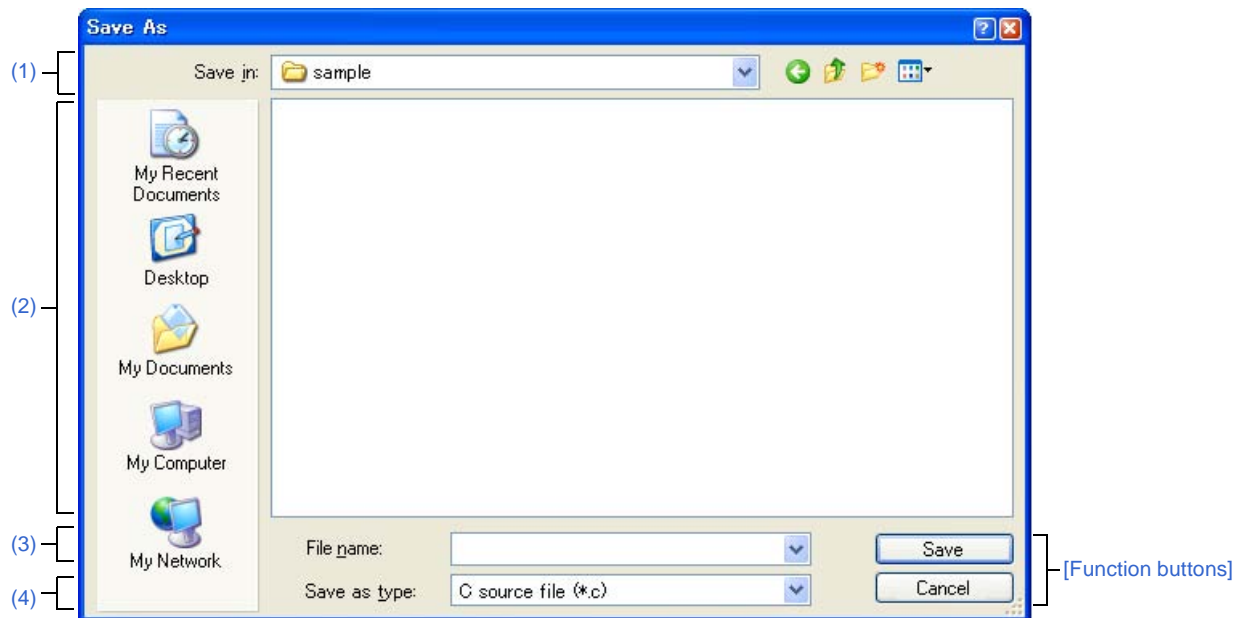 Save As
(1)
Save in:
sample
(2)
My Recent
Documents
Desktop
My Documents
My Computer
My Network
(3)
File name:
Save
(4)
Save as type:
C source file (*.c)
Cancel
[Function buttons]